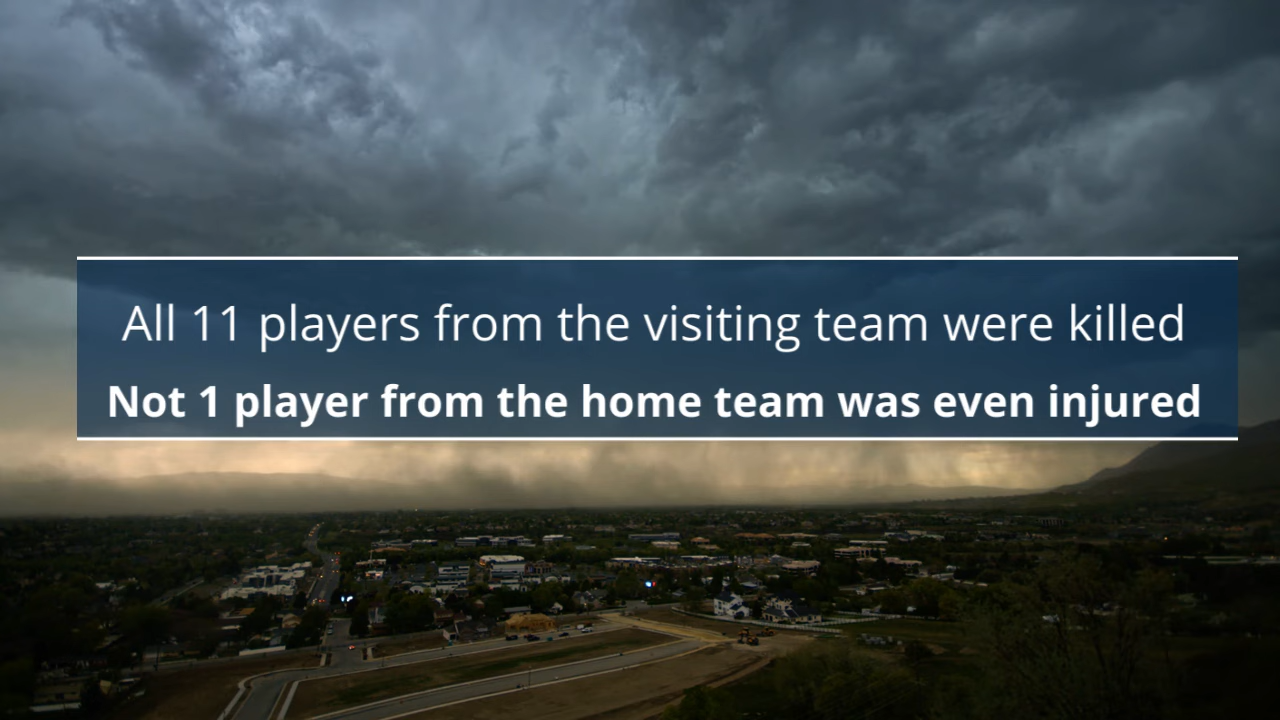 All 11 players from the visiting team were killed
Not 1 player from the home team was even injured